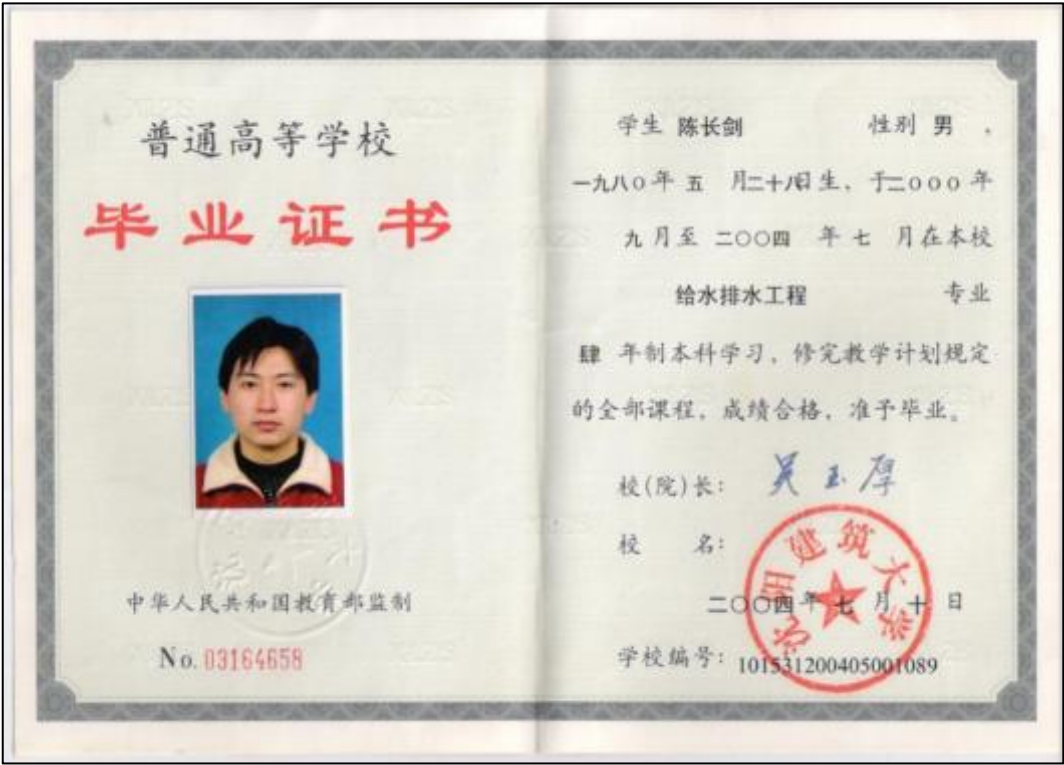 普通高等学校
毕业证书
中华人民共和国教育部监制
No. 03164658
学生 陈长剑 性别 男 ，
一九八〇年 五 月二十八日生，于二〇〇〇年
九 月至 二〇〇四 年 七 月在本校
给水排水工程 专业
肆 年制本科学习，修完教学计划规定
的全部课程，成绩合格，准予毕业。
校(院)长： 吴玉厚
校 名：
沈阳建筑大学
二〇〇四年 七 月 十 日
学校编号：101531200405001089